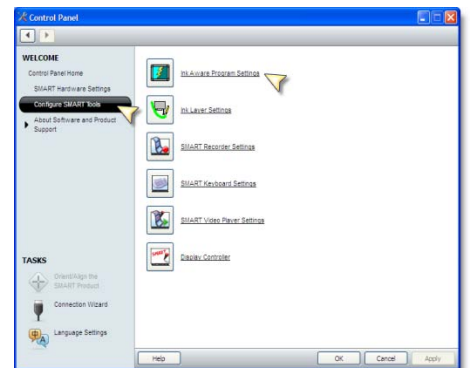 Control Panel
WELCOME
Control Panel Home
SMART Hardware Settings
Configure SMART Tools
About Software and Product
Support
Ink Aware Program Settings
Ink Layer Settings
SMART Recorder Settings
SMART Keyboard Settings
SMART Video Player Settings
Display Controller
TASKS
Orient/Align the
SMART Product
Connection Wizard
Language Settings
Help
OK
Cancel
Apply